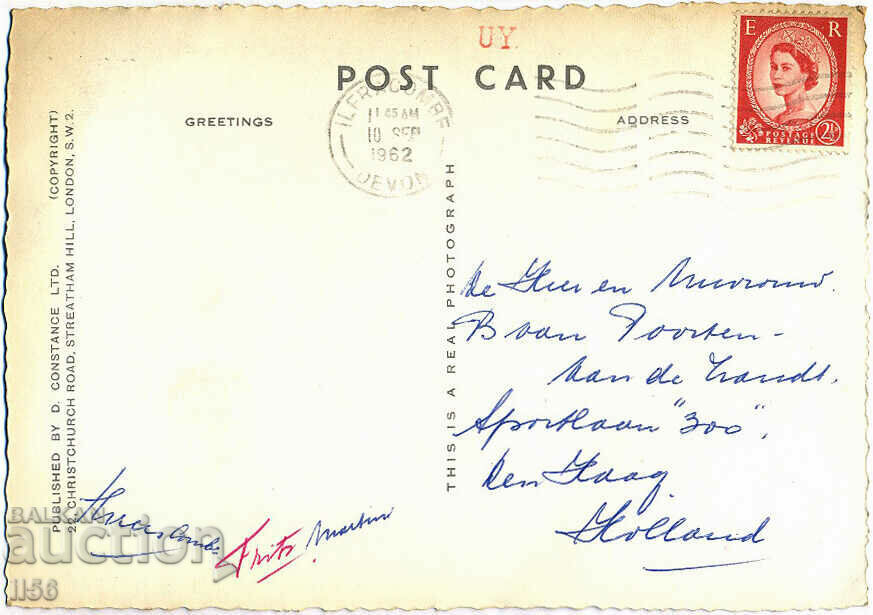 UY
POST CARD
GREETINGS
ADDRESS
ILFRACOMBE
11 45 AM
10 SEP
1962
DEVON
E R
POSTAGE
REVENUE
2½
PUBLISHED BY D. CONSTANCE LTD. (COPYRIGHT)
22, CHRISTCHURCH ROAD, STREATHAM HILL, LONDON, S.W.2.
THIS IS A REAL PHOTOGRAPH
De Heer en Mevrouw.
B van Poorten-
van de
Sportlaan "300".
Den Haag
Holland
Fritz Martin
BALKAN
auction
1156